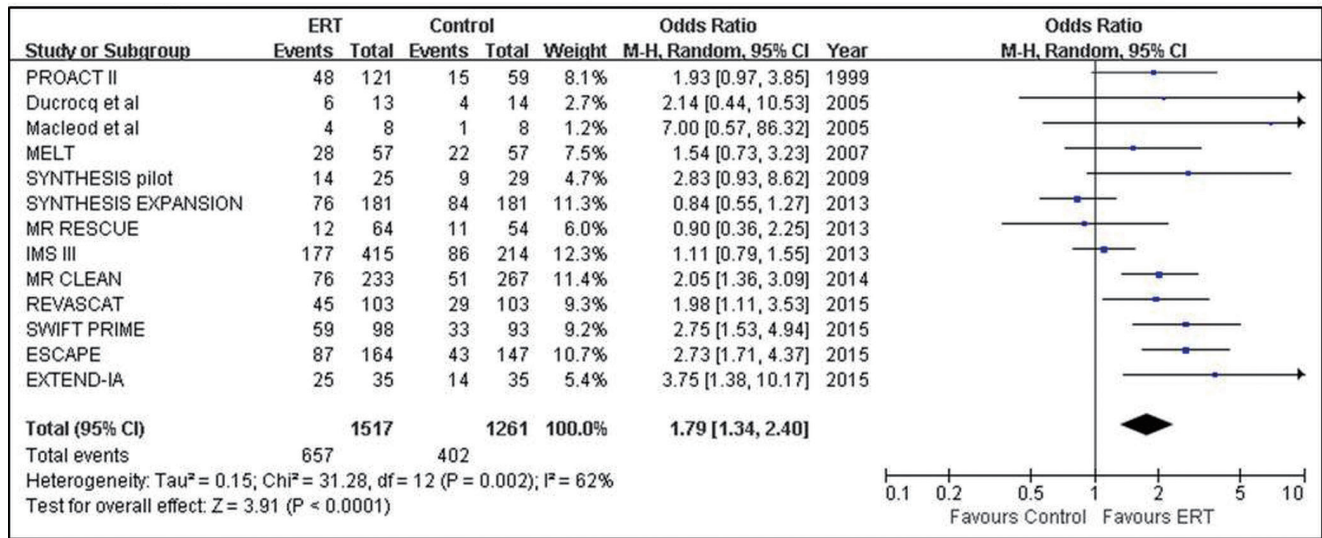 ERT Control Odds Ratio Odds Ratio
Study or Subgroup Events Total Events Total Weight M-H, Random, 95% CI Year M-H, Random, 95% CI
PROACT II 48 121 15 59 8.1% 1.93 [0.97, 3.85] 1999
Ducrocq et al 6 13 4 14 2.7% 2.14 [0.44, 10.53] 2005
Macleod et al 4 8 1 8 1.2% 7.00 [0.57, 86.32] 2005
MELT 28 57 22 57 7.5% 1.54 [0.73, 3.23] 2007
SYNTHESIS pilot 14 25 9 29 4.7% 2.83 [0.93, 8.62] 2009
SYNTHESIS EXPANSION 76 181 84 181 11.3% 0.84 [0.55, 1.27] 2013
MR RESCUE 12 64 11 54 6.0% 0.90 [0.36, 2.25] 2013
IMS III 177 415 86 214 12.3% 1.11 [0.79, 1.55] 2013
MR CLEAN 76 233 51 267 11.4% 2.05 [1.36, 3.09] 2014
REVASCAT 45 103 29 103 9.3% 1.98 [1.11, 3.53] 2015
SWIFT PRIME 59 98 33 93 9.2% 2.75 [1.53, 4.94] 2015
ESCAPE 87 164 43 147 10.7% 2.73 [1.71, 4.37] 2015
EXTEND-IA 25 35 14 35 5.4% 3.75 [1.38, 10.17] 2015
Total (95% CI) 1517 1261 100.0% 1.79 [1.34, 2.40]
Total events 657 402
Heterogeneity: Tau² = 0.15; Chi² = 31.28, df = 12 (P = 0.002); I² = 62%
Test for overall effect: Z = 3.91 (P < 0.0001)
0.1 0.2 0.5 1 2 5 10
Favours Control Favours ERT